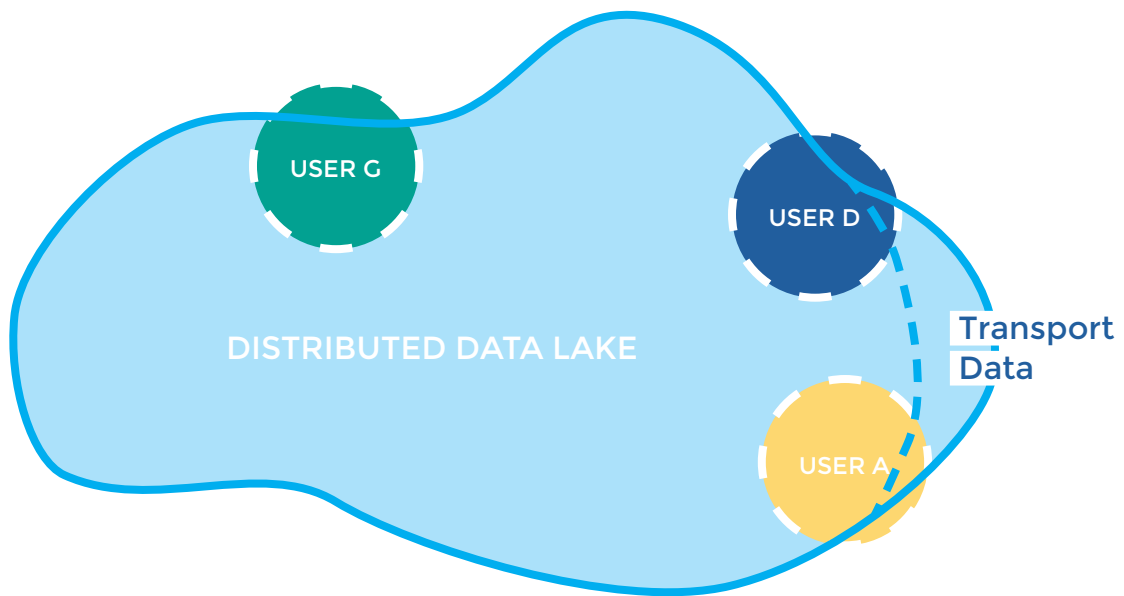 USER G
USER D
DISTRIBUTED DATA LAKE
Transport
Data
USER A